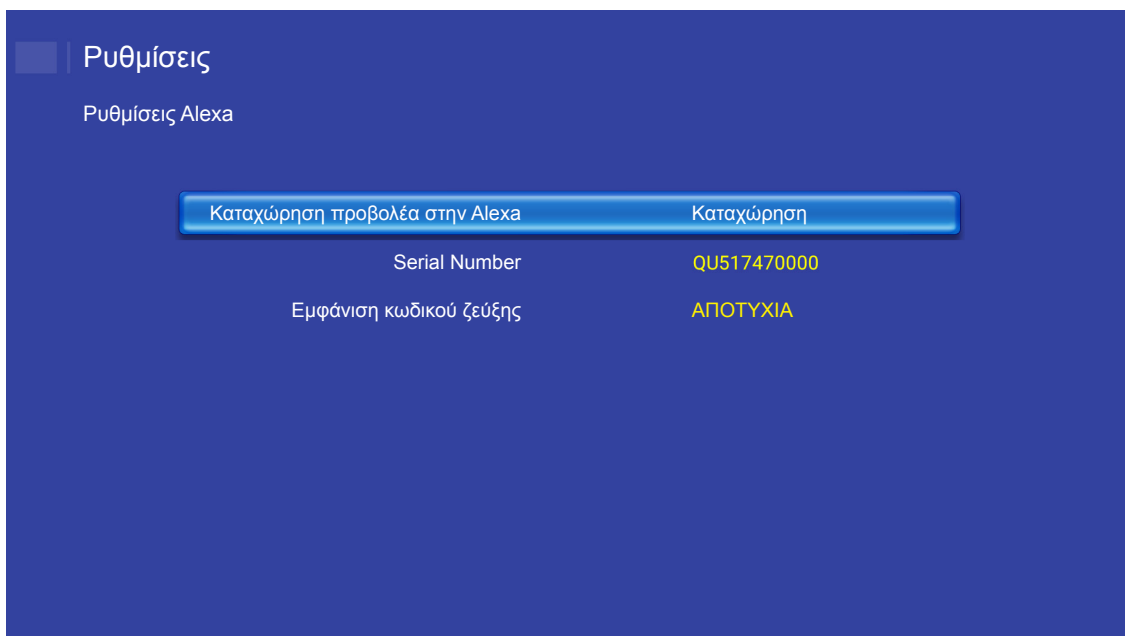 Ρυθμίσεις
Ρυθμίσεις Alexa
Καταχώρηση προβολέα στην Alexa Καταχώρηση
Serial Number QU517470000
Εμφάνιση κωδικού ζεύξης ΑΠΟΤΥΧΙΑ